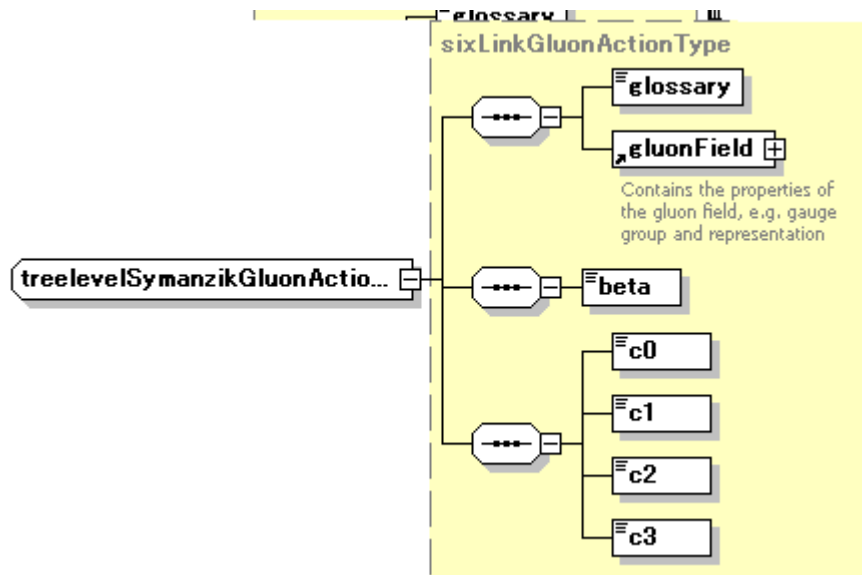 glossary
sixLinkGluonActionType
glossary
gluonField
Contains the properties of
the gluon field, e.g. gauge
group and representation
treelevelSymanzikGluonActio...
beta
c0
c1
c2
c3